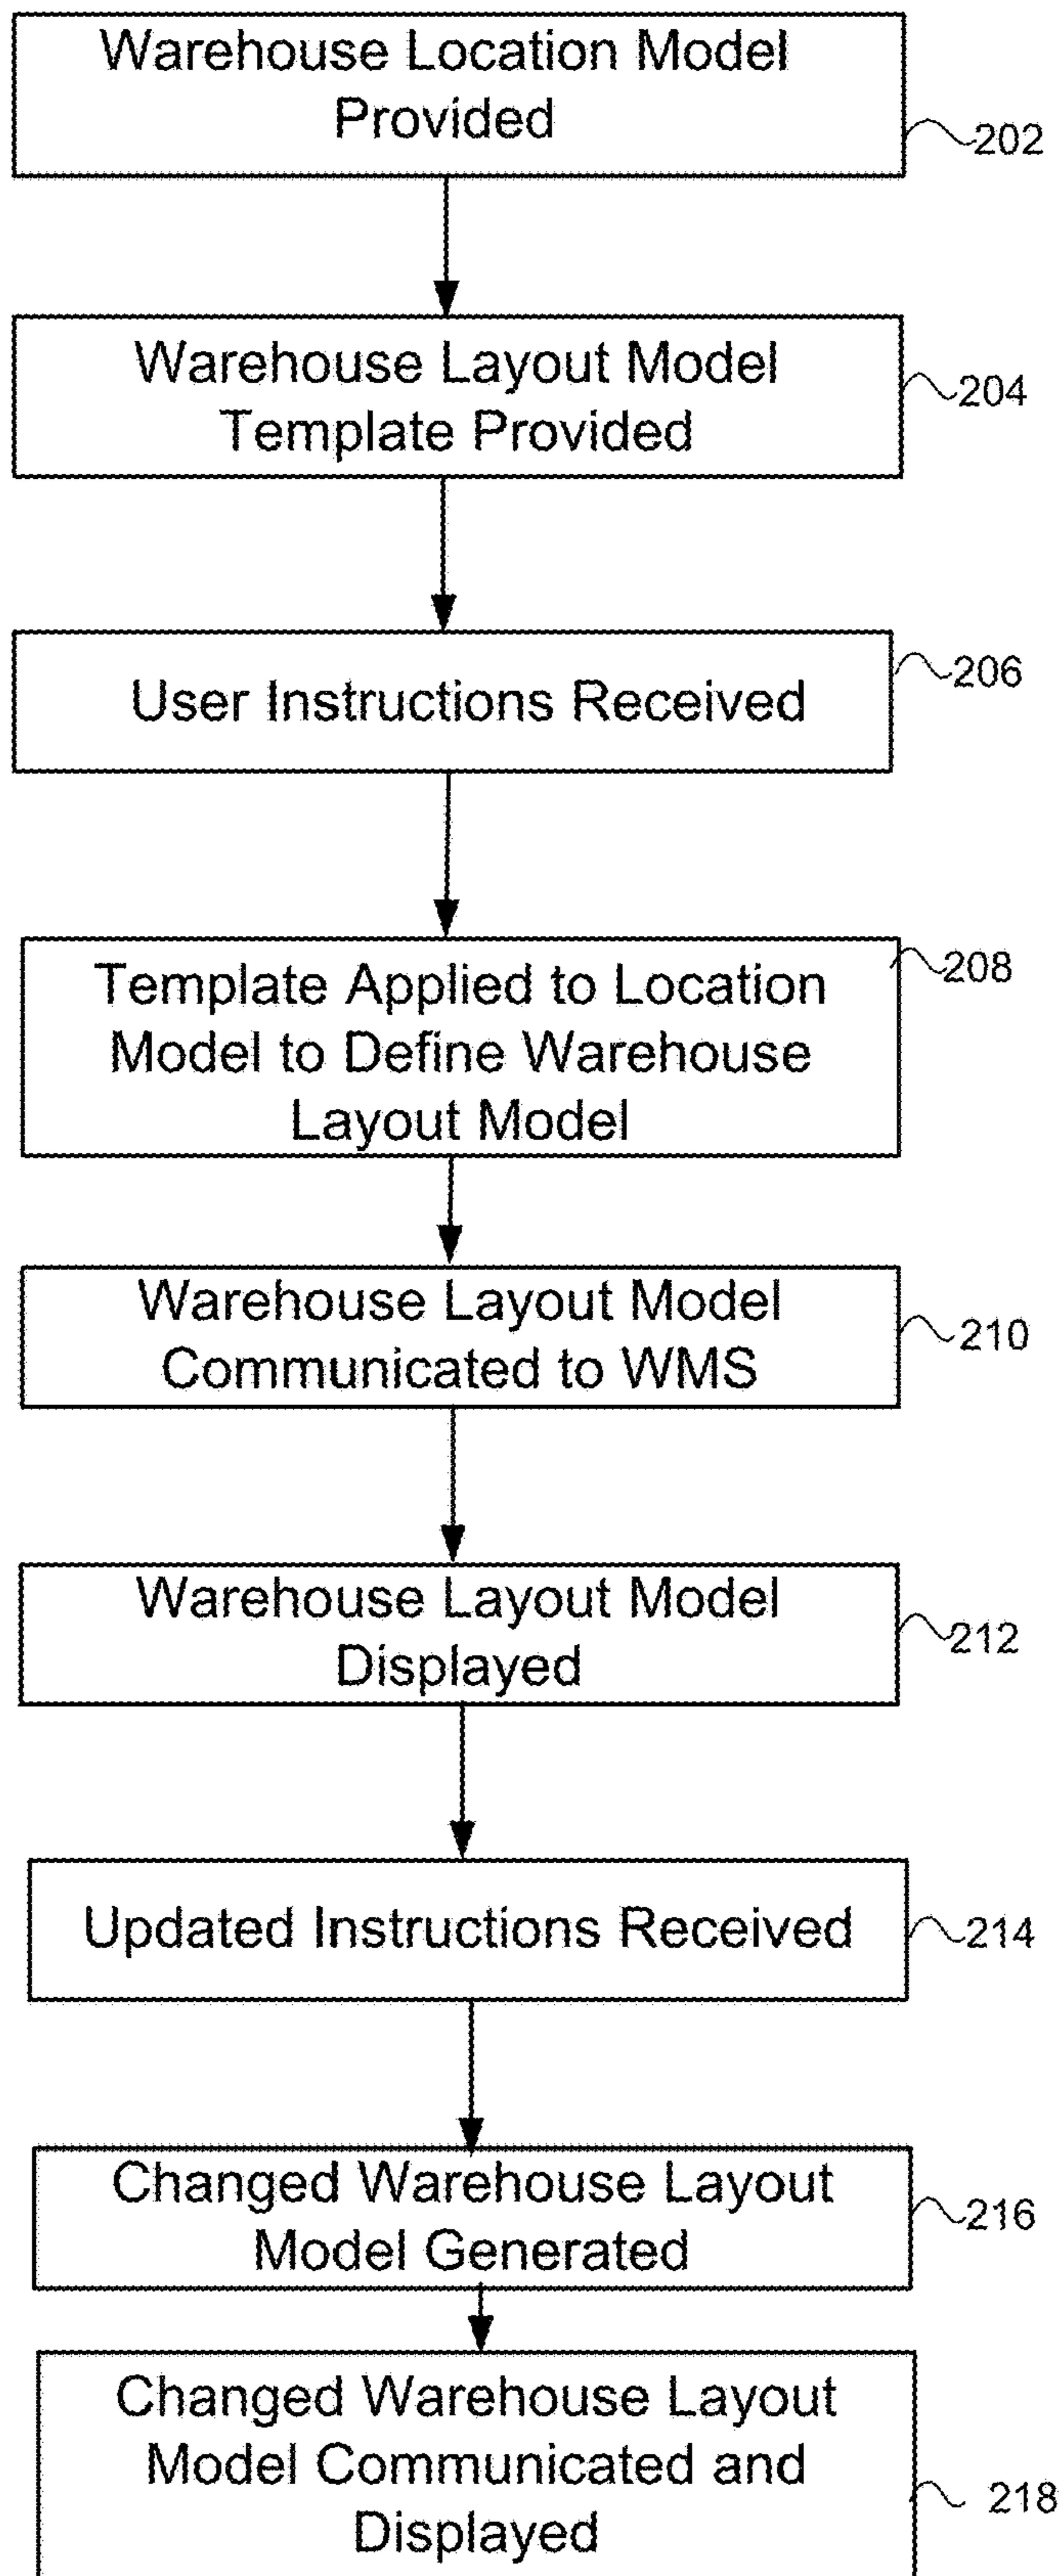 Warehouse Location Model
Provided
202
Warehouse Layout Model
Template Provided
204
User Instructions Received
206
Template Applied to Location
Model to Define Warehouse
Layout Model
208
Warehouse Layout Model
Communicated to WMS
210
Warehouse Layout Model
Displayed
212
Updated Instructions Received
214
Changed Warehouse Layout
Model Generated
216
Changed Warehouse Layout
Model Communicated and
Displayed
218